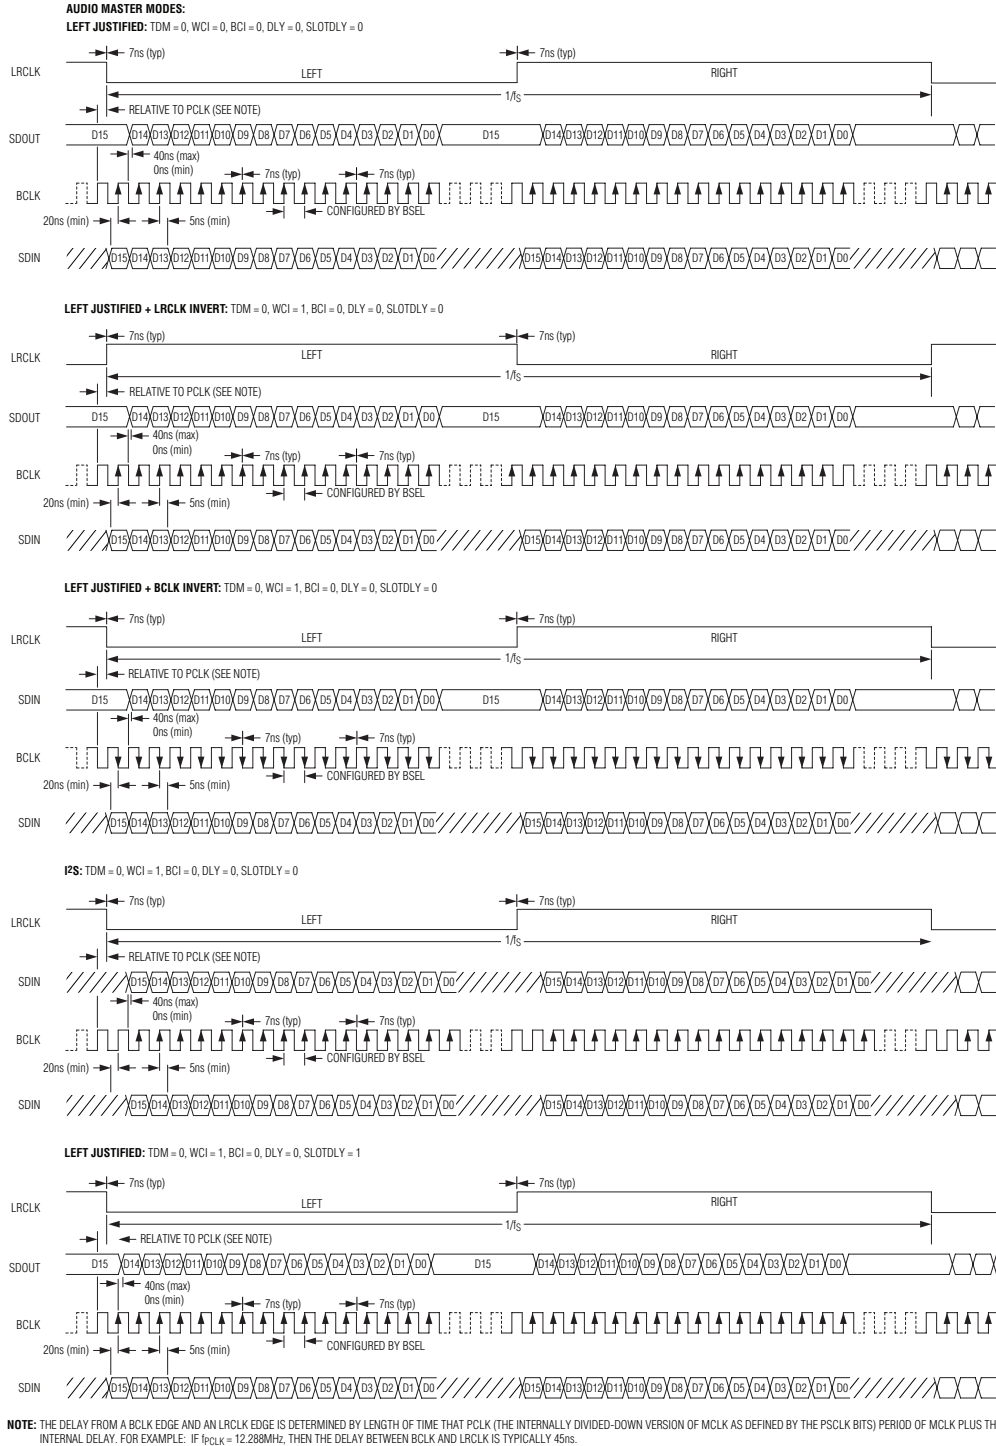 AUDIO MASTER MODES:
LEFT JUSTIFIED: TDM = 0, WCI = 0, BCI = 0, DLY = 0, SLOTDLY = 0
7ns (typ) 7ns (typ)
LRCLK LEFT RIGHT
1/fS
RELATIVE TO PCLK (SEE NOTE)
SDOUT D15 D14 D13 D12 D11 D10 D9 D8 D7 D6 D5 D4 D3 D2 D1 D0 D15 D14 D13 D12 D11 D10 D9 D8 D7 D6 D5 D4 D3 D2 D1 D0
40ns (max)
0ns (min) 7ns (typ) 7ns (typ)
BCLK
CONFIGURED BY BSEL
20ns (min) 5ns (min)
SDIN D15 D14 D13 D12 D11 D10 D9 D8 D7 D6 D5 D4 D3 D2 D1 D0 D15 D14 D13 D12 D11 D10 D9 D8 D7 D6 D5 D4 D3 D2 D1 D0
LEFT JUSTIFIED + LRCLK INVERT: TDM = 0, WCI = 1, BCI = 0, DLY = 0, SLOTDLY = 0
7ns (typ) 7ns (typ)
LRCLK LEFT RIGHT
1/fS
RELATIVE TO PCLK (SEE NOTE)
SDOUT D15 D14 D13 D12 D11 D10 D9 D8 D7 D6 D5 D4 D3 D2 D1 D0 D15 D14 D13 D12 D11 D10 D9 D8 D7 D6 D5 D4 D3 D2 D1 D0
40ns (max)
0ns (min) 7ns (typ) 7ns (typ)
BCLK
CONFIGURED BY BSEL
20ns (min) 5ns (min)
SDIN D15 D14 D13 D12 D11 D10 D9 D8 D7 D6 D5 D4 D3 D2 D1 D0 D15 D14 D13 D12 D11 D10 D9 D8 D7 D6 D5 D4 D3 D2 D1 D0
LEFT JUSTIFIED + BCLK INVERT: TDM = 0, WCI = 1, BCI = 0, DLY = 0, SLOTDLY = 0
7ns (typ) 7ns (typ)
LRCLK LEFT RIGHT
1/fS
RELATIVE TO PCLK (SEE NOTE)
SDIN D15 D14 D13 D12 D11 D10 D9 D8 D7 D6 D5 D4 D3 D2 D1 D0 D15 D14 D13 D12 D11 D10 D9 D8 D7 D6 D5 D4 D3 D2 D1 D0
40ns (max)
0ns (min) 7ns (typ) 7ns (typ)
BCLK
CONFIGURED BY BSEL
20ns (min) 5ns (min)
SDIN D15 D14 D13 D12 D11 D10 D9 D8 D7 D6 D5 D4 D3 D2 D1 D0 D15 D14 D13 D12 D11 D10 D9 D8 D7 D6 D5 D4 D3 D2 D1 D0
I2S: TDM = 0, WCI = 1, BCI = 0, DLY = 0, SLOTDLY = 0
7ns (typ) 7ns (typ)
LRCLK LEFT RIGHT
1/fS
RELATIVE TO PCLK (SEE NOTE)
SDIN D15 D14 D13 D12 D11 D10 D9 D8 D7 D6 D5 D4 D3 D2 D1 D0 D15 D14 D13 D12 D11 D10 D9 D8 D7 D6 D5 D4 D3 D2 D1 D0
40ns (max)
0ns (min) 7ns (typ) 7ns (typ)
BCLK
CONFIGURED BY BSEL
20ns (min) 5ns (min)
SDIN D15 D14 D13 D12 D11 D10 D9 D8 D7 D6 D5 D4 D3 D2 D1 D0 D15 D14 D13 D12 D11 D10 D9 D8 D7 D6 D5 D4 D3 D2 D1 D0
LEFT JUSTIFIED: TDM = 0, WCI = 1, BCI = 0, DLY = 0, SLOTDLY = 1
7ns (typ) 7ns (typ)
LRCLK LEFT RIGHT
1/fS
RELATIVE TO PCLK (SEE NOTE)
SDOUT D15 D14 D13 D12 D11 D10 D9 D8 D7 D6 D5 D4 D3 D2 D1 D0 D15 D14 D13 D12 D11 D10 D9 D8 D7 D6 D5 D4 D3 D2 D1 D0
40ns (max)
0ns (min) 7ns (typ) 7ns (typ)
BCLK
CONFIGURED BY BSEL
20ns (min) 5ns (min)
SDIN D15 D14 D13 D12 D11 D10 D9 D8 D7 D6 D5 D4 D3 D2 D1 D0 D15 D14 D13 D12 D11 D10 D9 D8 D7 D6 D5 D4 D3 D2 D1 D0
NOTE: THE DELAY FROM A BCLK EDGE AND AN LRCLK EDGE IS DETERMINED BY LENGTH OF TIME THAT PCLK (THE INTERNALLY DIVIDED-DOWN VERSION OF MCLK AS DEFINED BY THE PSCLK BITS) PERIOD OF MCLK PLUS TH
INTERNAL DELAY. FOR EXAMPLE: IF fPCLK = 12.288MHz, THEN THE DELAY BETWEEN BCLK AND LRCLK IS TYPICALLY 45ns.